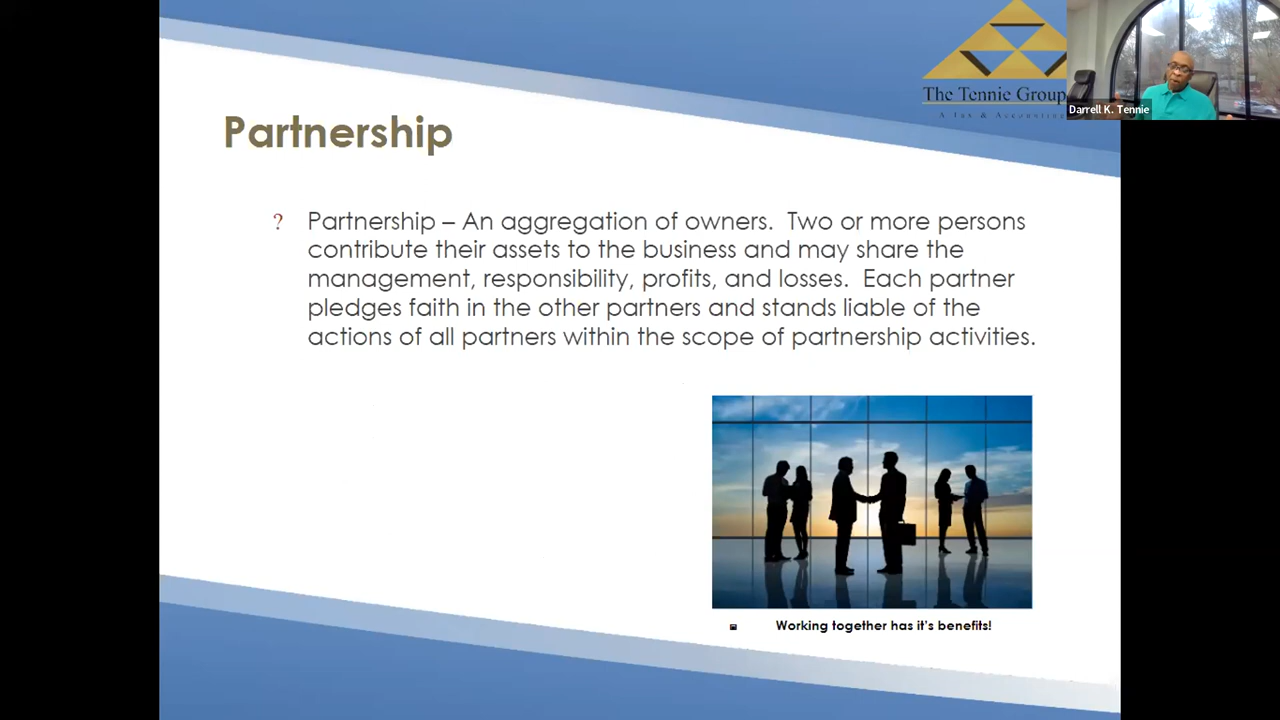 The Tennie Group
A Tax & Accounting
Darrell K. Tennie
Partnership
? Partnership – An aggregation of owners. Two or more persons
contribute their assets to the business and may share the
management, responsibility, profits, and losses. Each partner
pledges faith in the other partners and stands liable of the
actions of all partners within the scope of partnership activities.
Working together has it's benefits!